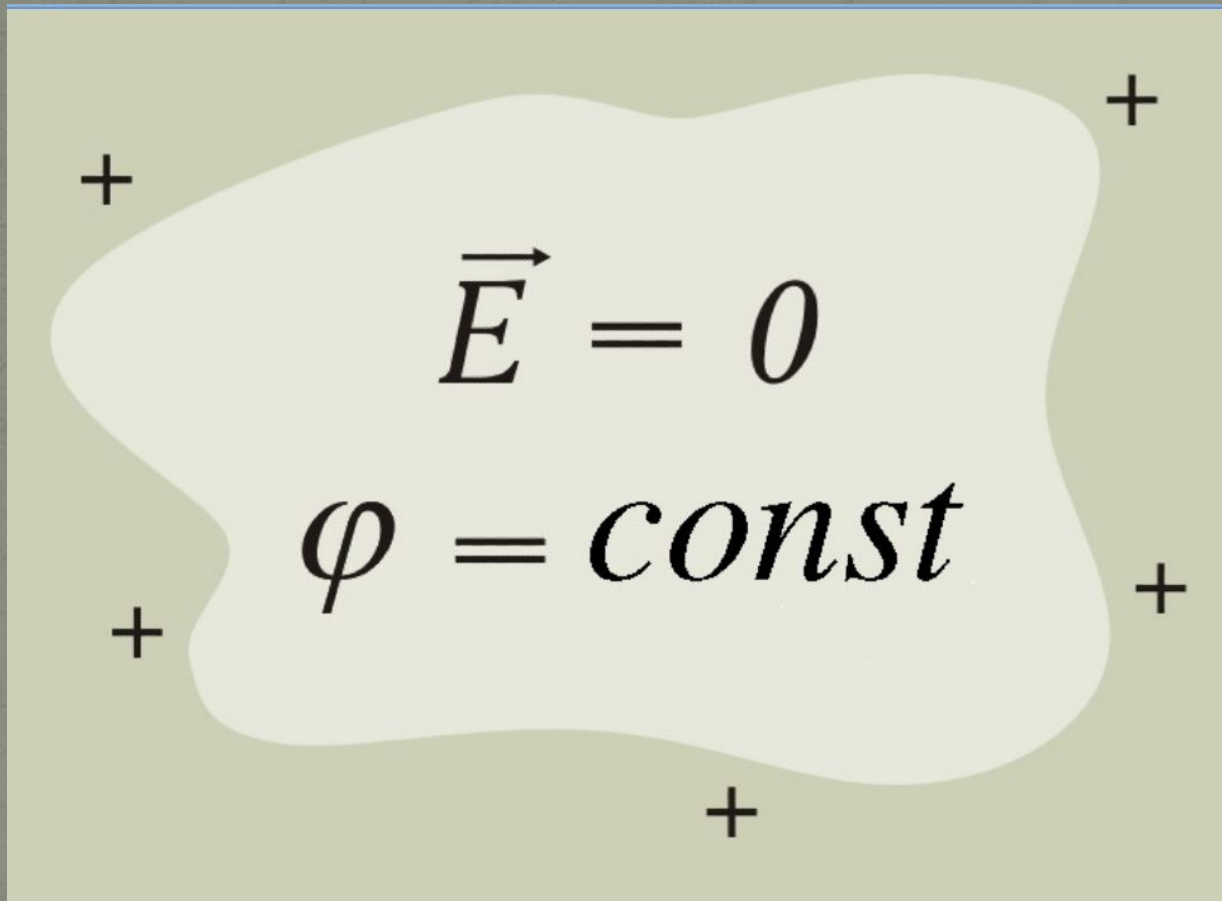 +
+
E⃗ = 0
φ = const
+
+
+